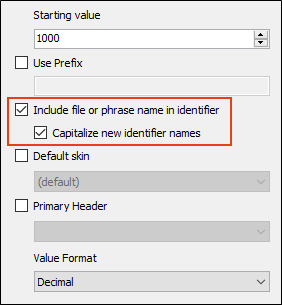 Starting value
1000
Use Prefix
Include file or phrase name in identifier
Capitalize new identifier names
Default skin
(default)
Primary Header
Value Format
Decimal